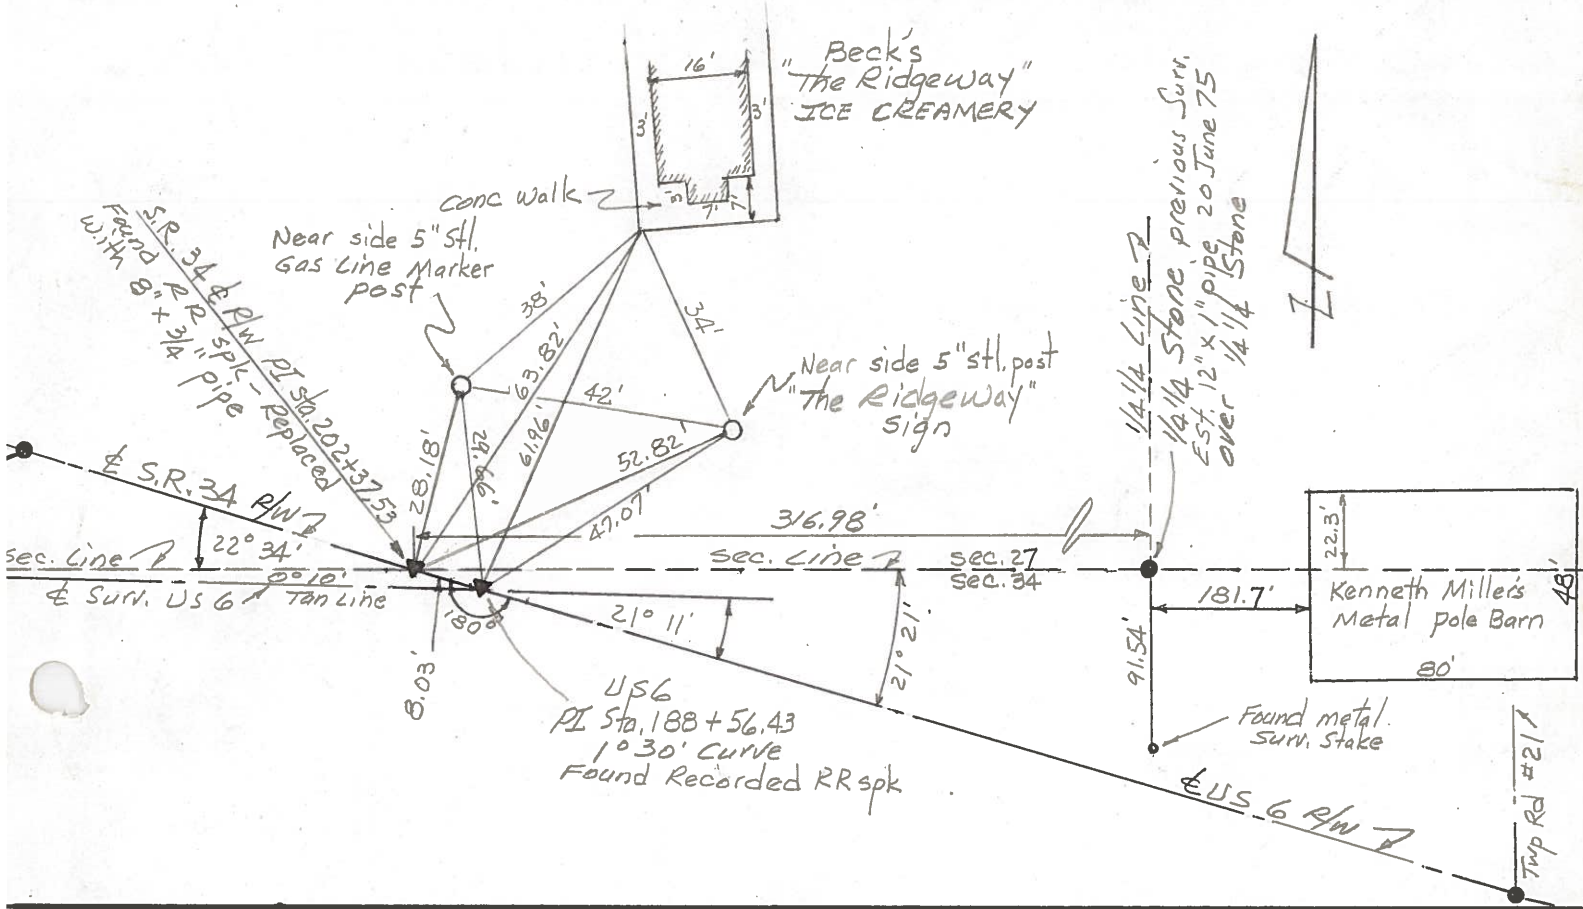 Beck's
"The Ridgeway"
ICE CREAMERY
16'
3'
3'
5'
7'
7'
conc walk
Near side 5" Stl.
Gas Line Marker
post
S.R. 34 ℄ R/W PI Sta. 202+37.53
Found RR spk - Replaced
with 8" x 3/4" pipe
38'
63.82'
61.96'
34'
42'
28.18'
29.66'
52.82'
47.07'
Near side 5" stl. post
"The Ridgeway"
Sign
1/4 1/4 Line
1/4 1/4 Stone previous Surv.
Est. 12" x 1" pipe 20 June 75
over 1/4 1/4 Stone
℄ S.R. 34 R/W
22° 34'
Sec. Line
0° 10'
℄ Surv. US 6 Tan Line
316.98'
Sec. Line
Sec. 27
Sec. 34
180°
8.03'
21° 11'
21° 21'
US 6
PI Sta. 188 + 56.43
1° 30' Curve
Found Recorded RR spk
181.7'
91.54'
22.3'
Kenneth Miller's
Metal pole Barn
48'
80'
Found metal
Surv. Stake
℄ US 6 R/W
Twp Rd #21